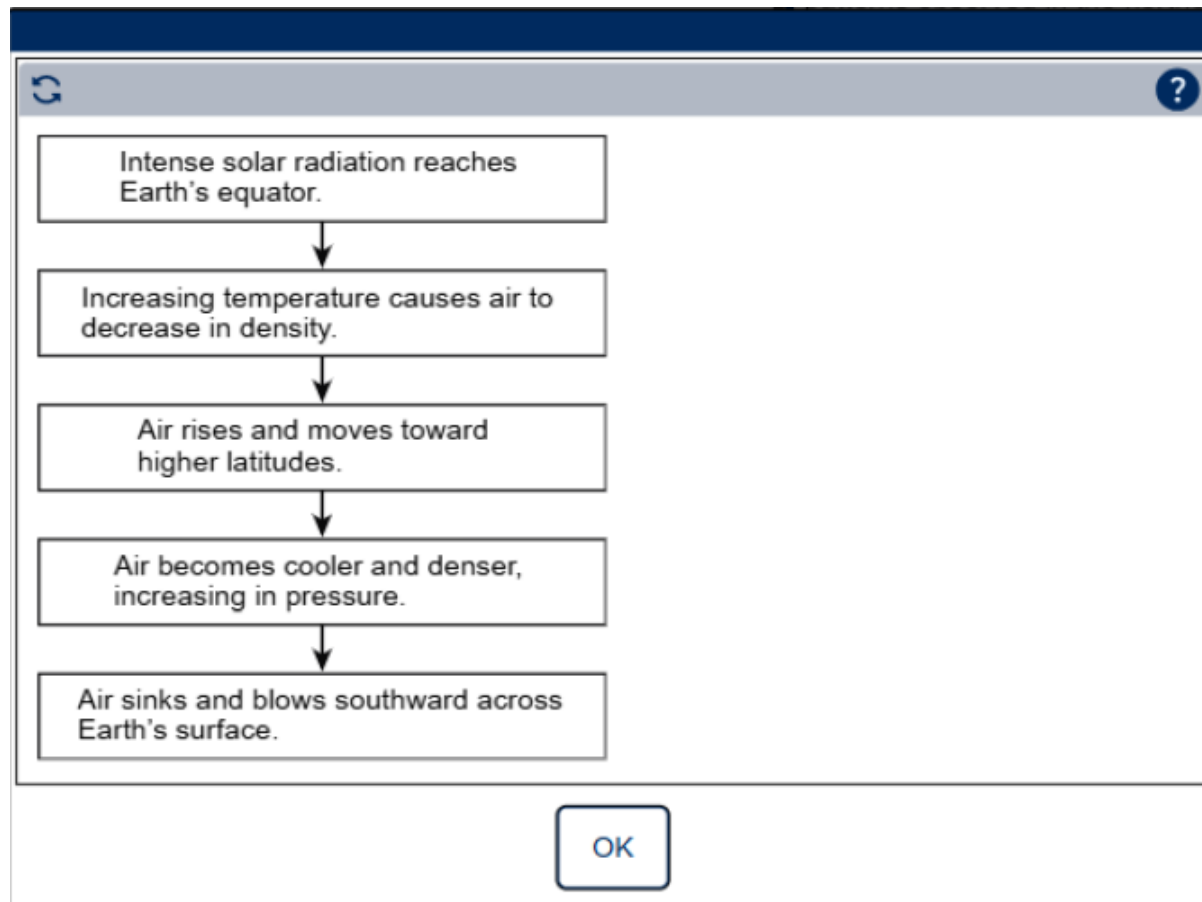 ?
Intense solar radiation reaches
Earth's equator.
Increasing temperature causes air to
decrease in density.
Air rises and moves toward
higher latitudes.
Air becomes cooler and denser,
increasing in pressure.
Air sinks and blows southward across
Earth's surface.
OK